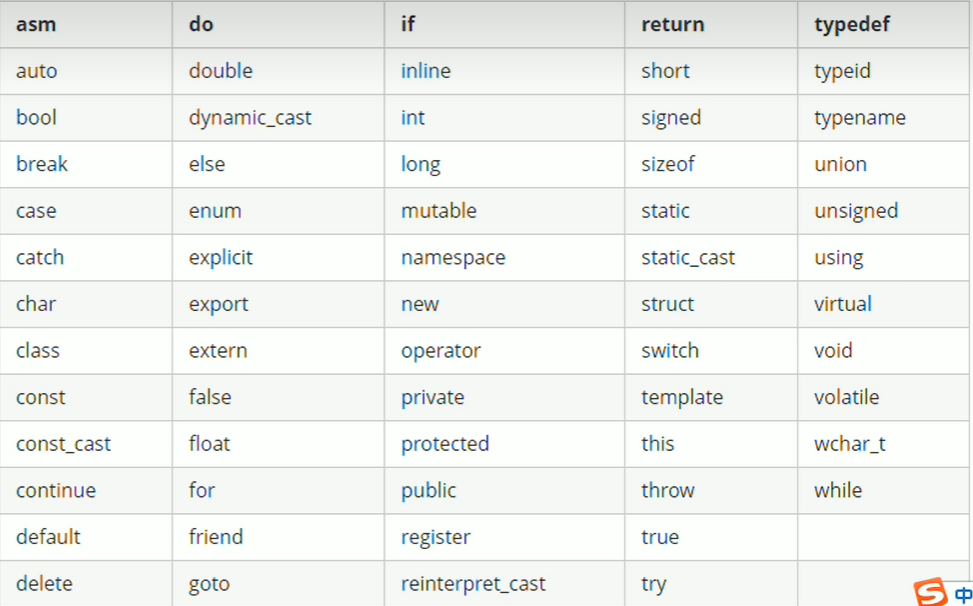 asm do if return typedef
auto double inline short typeid
bool dynamic_cast int signed typename
break else long sizeof union
case enum mutable static unsigned
catch explicit namespace static_cast using
char export new struct virtual
class extern operator switch void
const false private template volatile
const_cast float protected this wchar_t
continue for public throw while
default friend register true
delete goto reinterpret_cast try
S 中